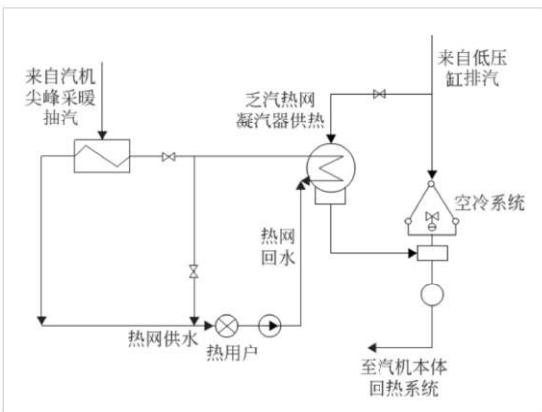 来自汽机
尖峰采暖
抽汽
来自低压
缸排汽
乏汽热网
凝汽器供热
空冷系统
热网
回水
热网供水
热用户
至汽机本体
回热系统